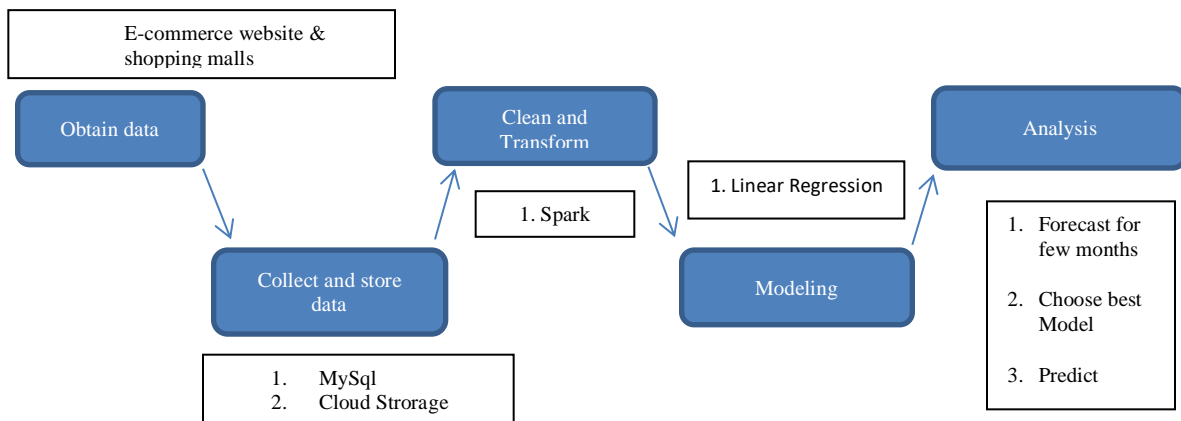 E-commerce website &
shopping malls
Obtain data
Collect and store
data
1. MySql
2. Cloud Strorage
Clean and
Transform
1. Spark
1. Linear Regression
Modeling
Analysis
1. Forecast for
few months
2. Choose best
Model
3. Predict